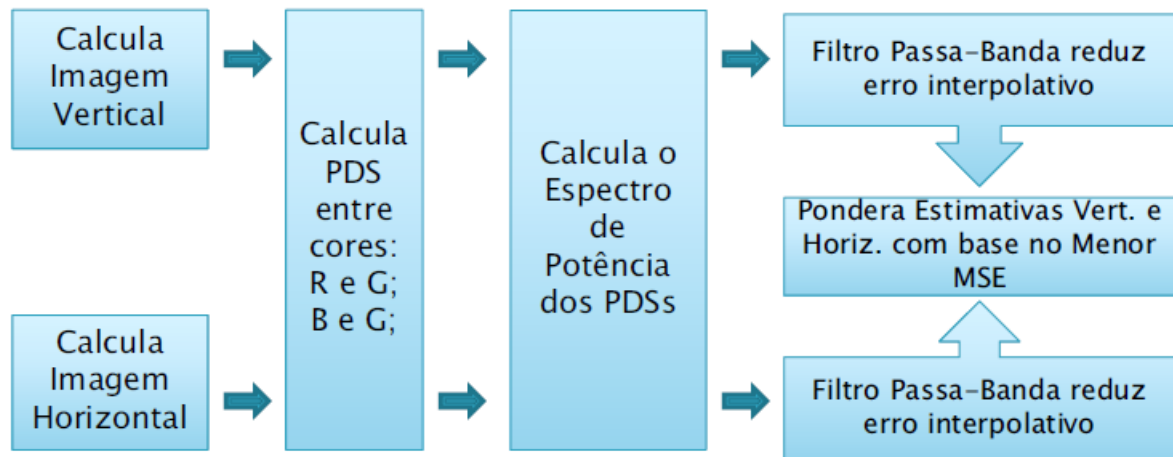 Calcula
Imagem
Vertical
Calcula
Imagem
Horizontal
Calcula
PDS
entre
cores:
R e G;
B e G;
Calcula o
Espectro
de
Potência
dos PDSs
Filtro Passa-Banda reduz
erro interpolativo
Pondera Estimativas Vert. e
Horiz. com base no Menor
MSE
Filtro Passa-Banda reduz
erro interpolativo